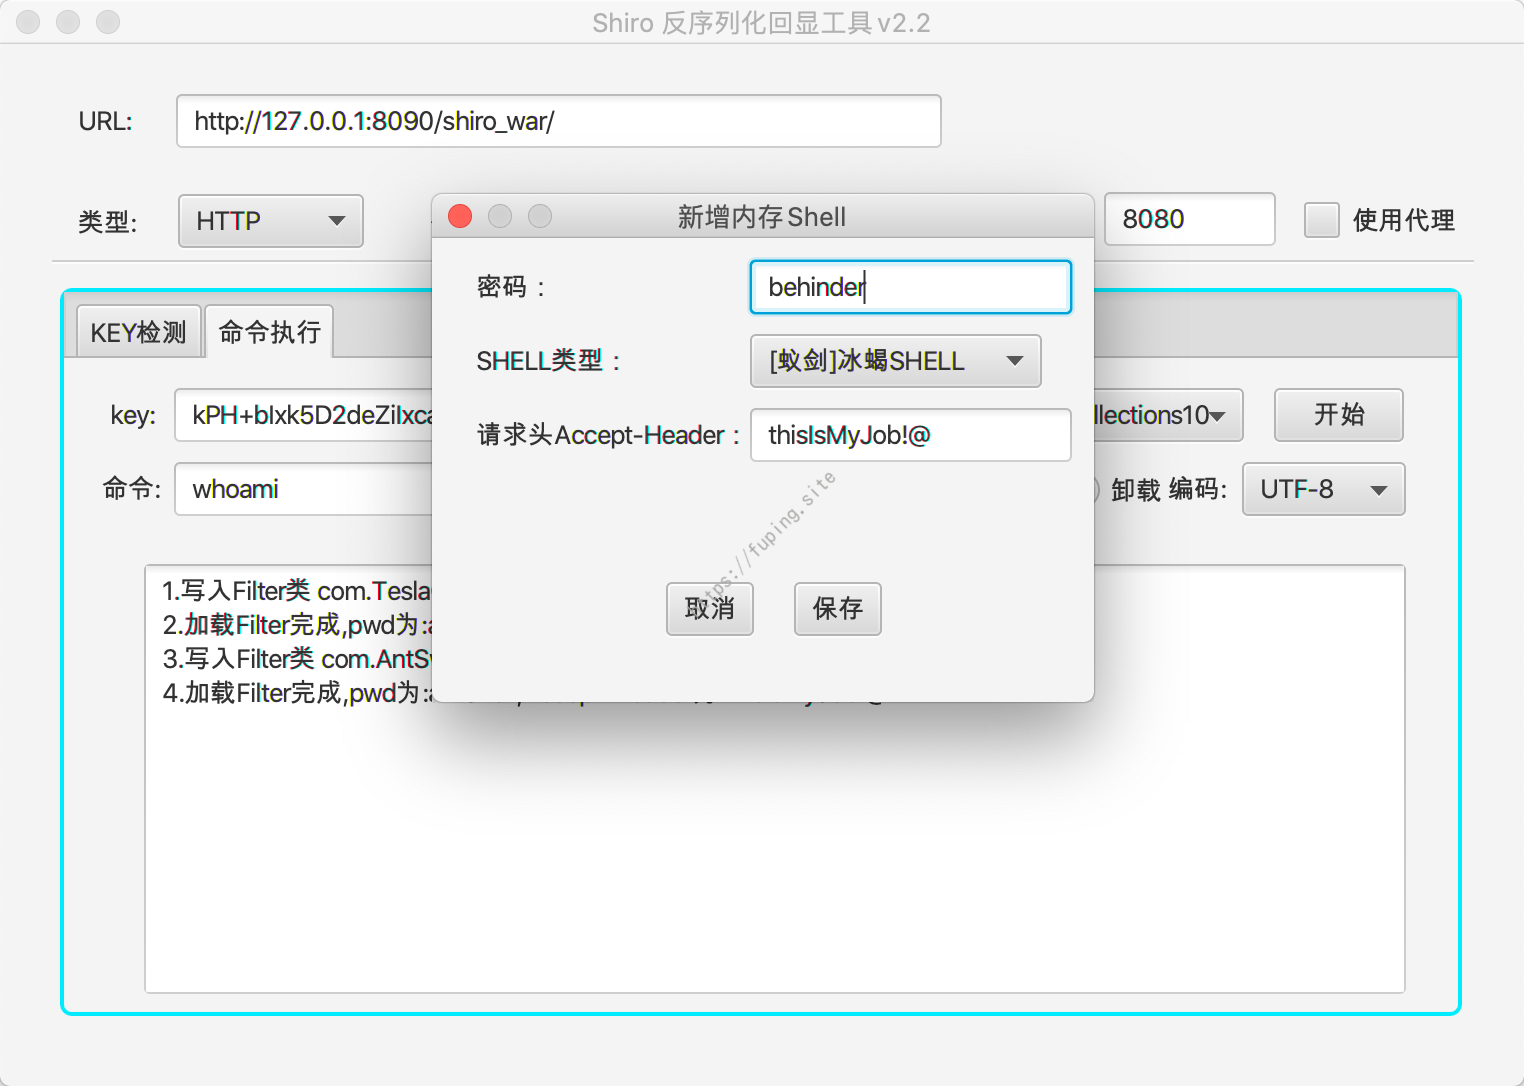 Shiro 反序列化回显工具 v2.2
URL:
http://127.0.0.1:8090/shiro_war/
类型:
HTTP
8080
使用代理
新增内存Shell
密码：
behinder
SHELL类型：
[蚁剑]冰蝎SHELL
请求头Accept-Header：
thisIsMyJob!@
取消
保存
https://fuping.site
KEY检测
命令执行
key:
kPH+bIxk5D2deZiIxc
llections10
开始
命令:
whoami
卸载 编码:
UTF-8
1.写入Filter类 com.Tesla
2.加载Filter完成,pwd为:
3.写入Filter类 com.AntS
4.加载Filter完成,pwd为: